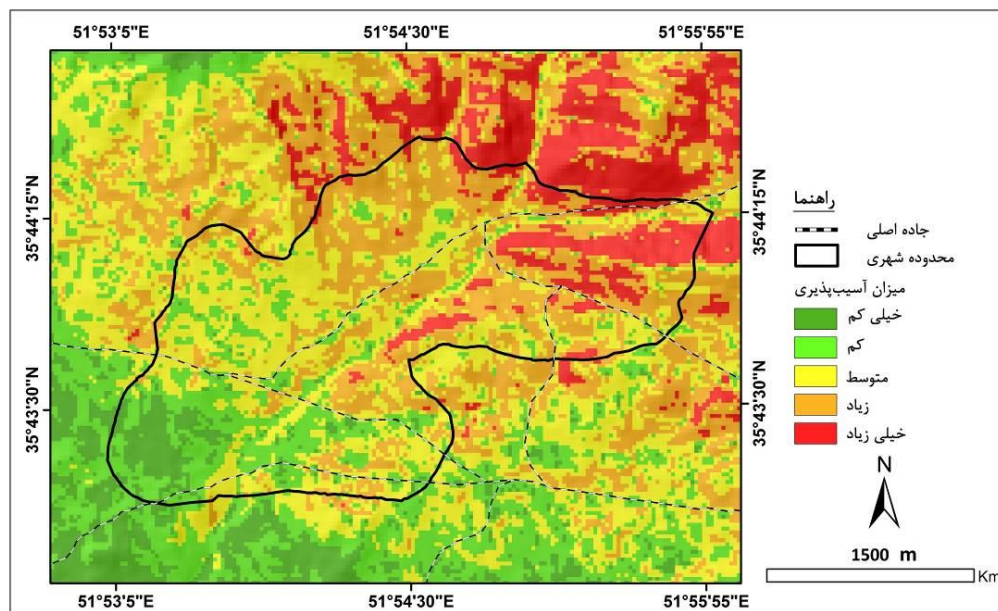 51°53'5"E 51°54'30"E 51°55'55"E
35°44'15"N
35°43'30"N
35°44'15"N
35°43'30"N
51°53'5"E 51°54'30"E 51°55'55"E
راهنما
جاده اصلی
محدوده شهری
میزان آسیب‌پذیری
خیلی کم
کم
متوسط
زیاد
خیلی زیاد
N
1500 m
Km